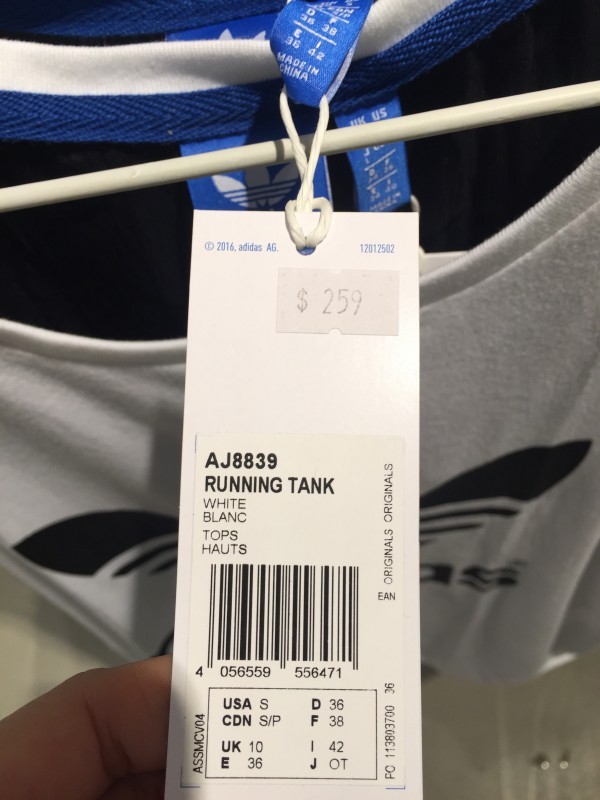 D F
36 38
E I
36 42
MADE IN
CHINA
UK US
© 2016, adidas AG.
12012502
$ 259
AJ8839
RUNNING TANK
WHITE
BLANC
TOPS
HAUTS
ORIGINALS ORIGINALS
EAN
4 056559 556471
ASSMCV04
USA S D 36
CDN S/P F 38
UK 10 I 42
E 36 J OT
PC 113803700 36